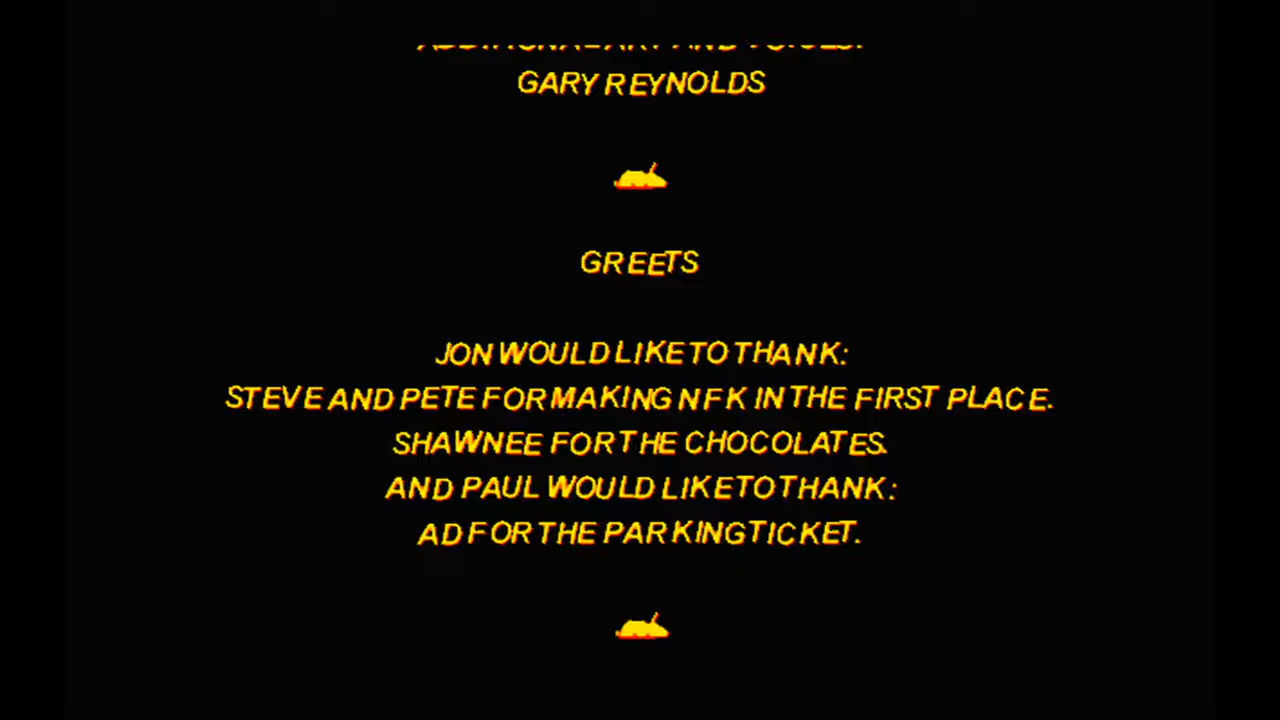 GARY REYNOLDS
GREETS
JON WOULD LIKE TO THANK:
STEVE AND PETE FOR MAKING NFK IN THE FIRST PLACE.
SHAWNEE FOR THE CHOCOLATES.
AND PAUL WOULD LIKE TO THANK:
AD FOR THE PARKING TICKET.